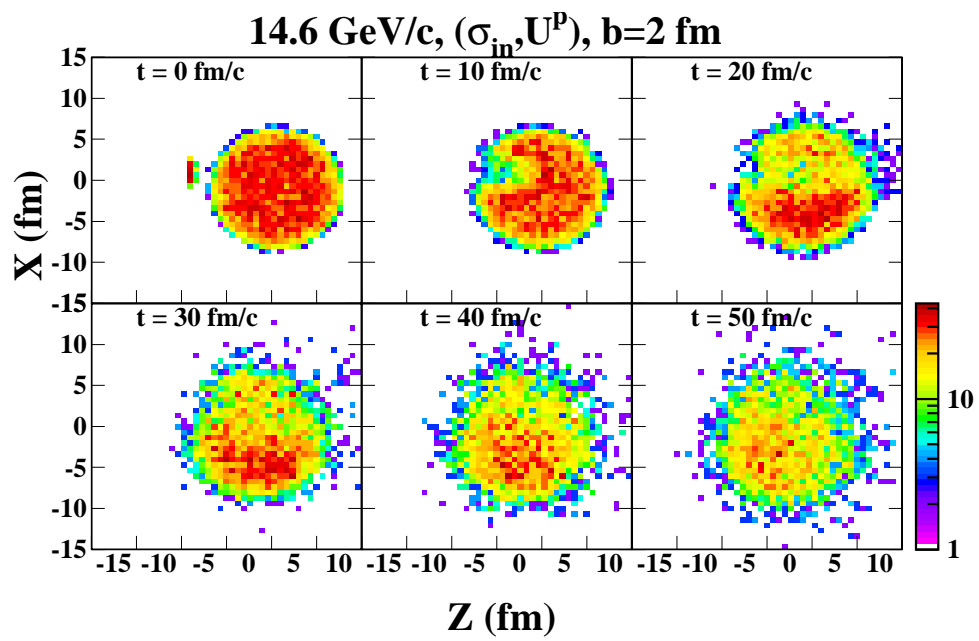 14.6 GeV/c, (σin,U^p), b=2 fm
t = 0 fm/c
t = 10 fm/c
t = 20 fm/c
15
10
5
0
-5
-10
-15
t = 30 fm/c
t = 40 fm/c
t = 50 fm/c
10
5
0
-5
-10
-15
X (fm)
10
1
-15 -10 -5 0 5 10
-15 -10 -5 0 5 10
-15 -10 -5 0 5 10
Z (fm)